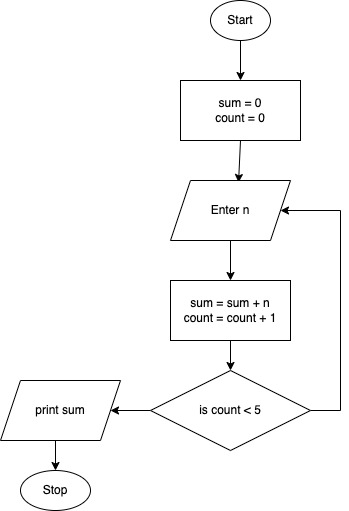 Start
sum = 0
count = 0
Enter n
sum = sum + n
count = count + 1
is count < 5
print sum
Stop